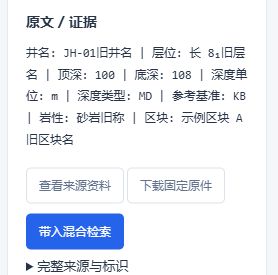 原文 / 证据
井名: JH-01旧井名 | 层位: 长 8₁旧层
名 | 顶深: 100 | 底深: 108 | 深度单
位: m | 深度类型: MD | 参考基准: KB
| 岩性: 砂岩旧称 | 区块: 示例区块 A
旧区块名
查看来源资料 下载固定原件
带入混合检索
▶ 完整来源与标识